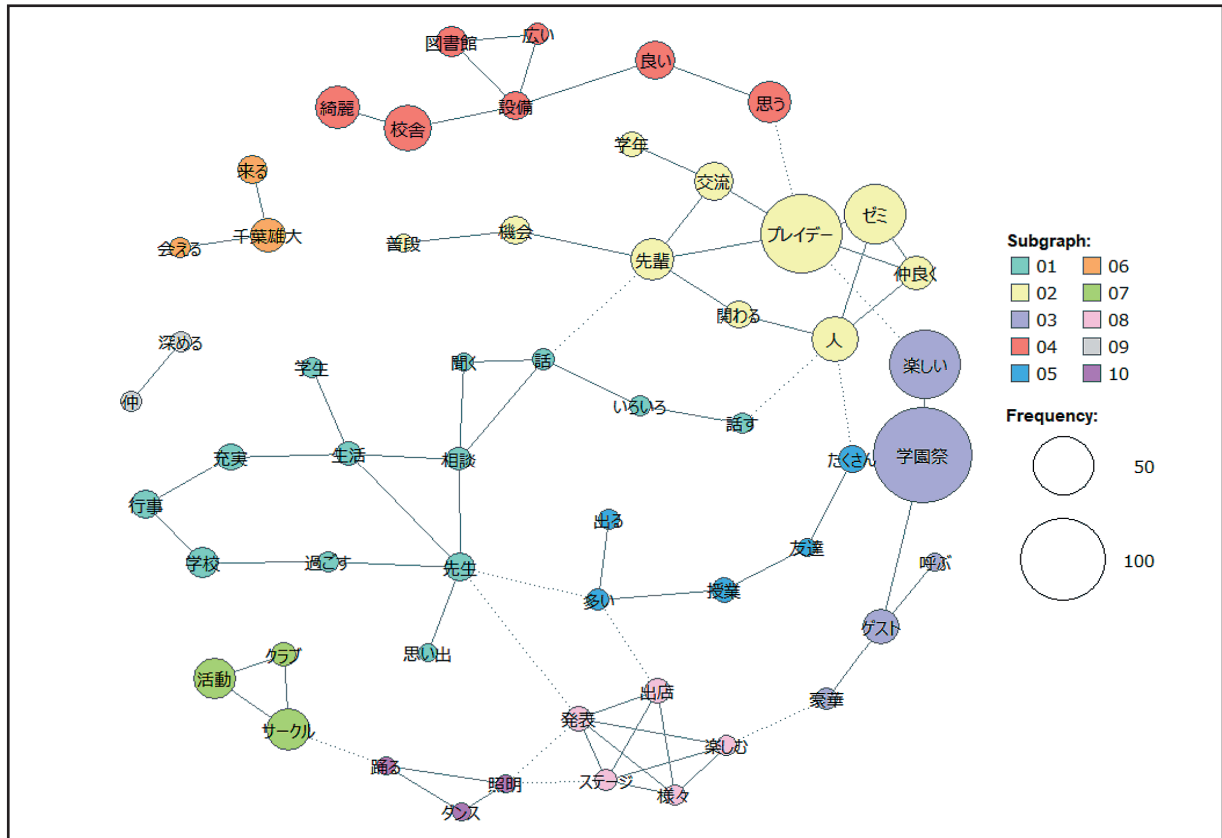 図書館
広い
良い
綺麗
校舎
設備
思う
学年
来る
交流
ゼミ
千葉雄大
会える
普段
機会
先輩
プレイデー
仲良く
関わる
人
深める
仲
学生
聞く
話
楽しい
いろいろ
話す
充実
生活
相談
たくさん
学園祭
行事
出る
学校
過ごす
先生
友達
呼ぶ
多い
授業
ゲスト
思い出
クラブ
活動
出店
豪華
サークル
発表
楽しむ
踊る
照明
ステージ
様々
ダンス
Subgraph:
01 06
02 07
03 08
04 09
05 10
Frequency:
50
100